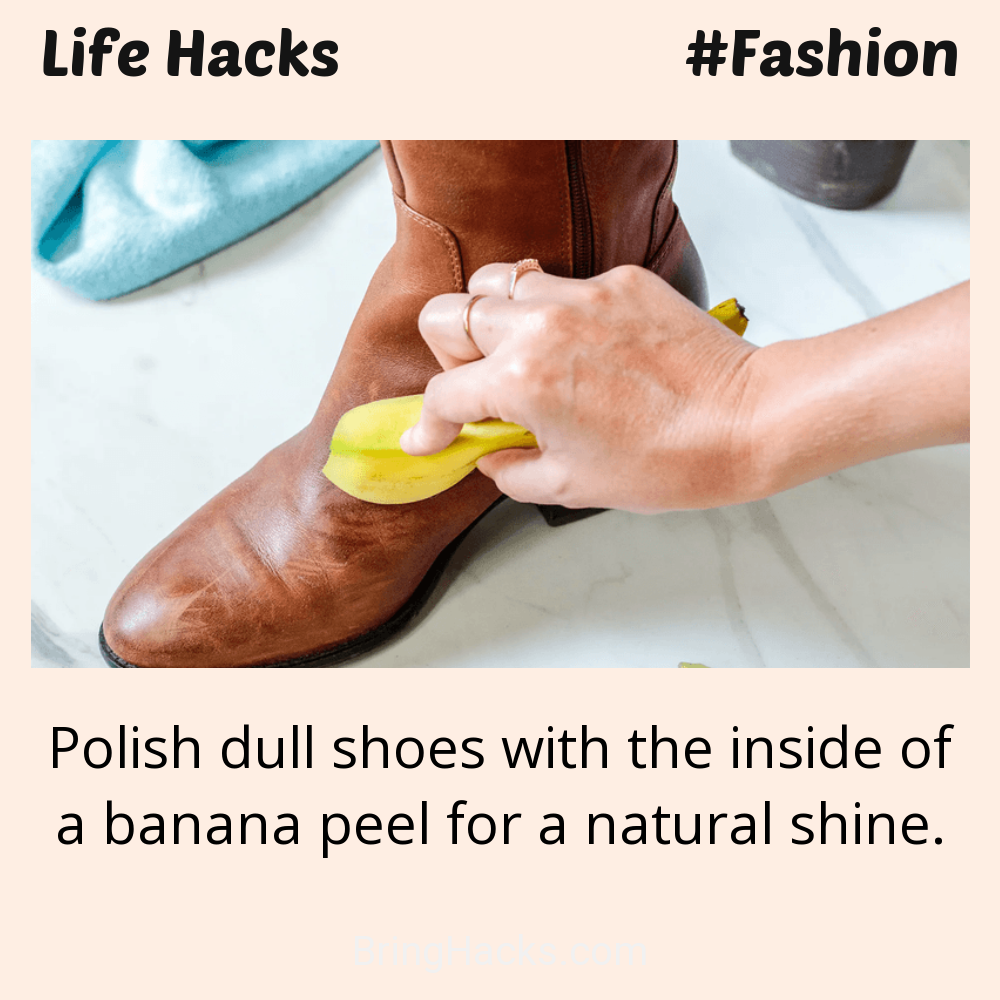 Life Hacks
#Fashion
Polish dull shoes with the inside of
a banana peel for a natural shine.
BringHacks.com